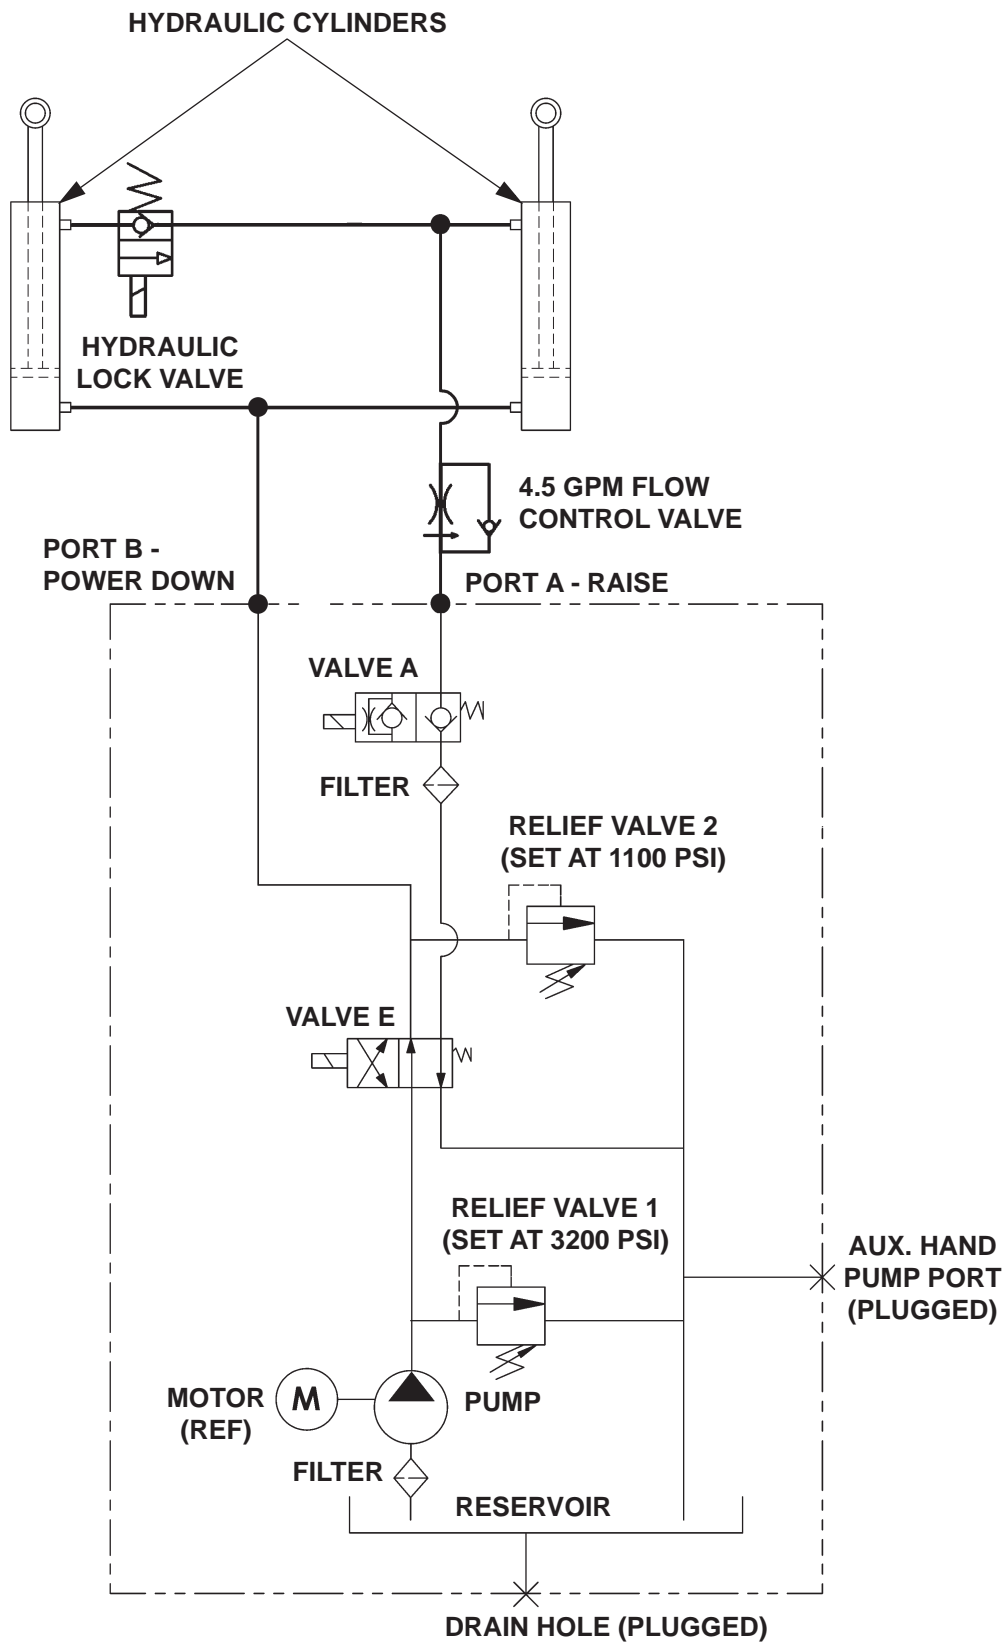 HYDRAULIC CYLINDERS
HYDRAULIC
LOCK VALVE
4.5 GPM FLOW
CONTROL VALVE
PORT B -
POWER DOWN
PORT A - RAISE
VALVE A
FILTER
RELIEF VALVE 2
(SET AT 1100 PSI)
VALVE E
RELIEF VALVE 1
(SET AT 3200 PSI)
AUX. HAND
PUMP PORT
(PLUGGED)
MOTOR
(REF)
M
PUMP
FILTER
RESERVOIR
DRAIN HOLE (PLUGGED)